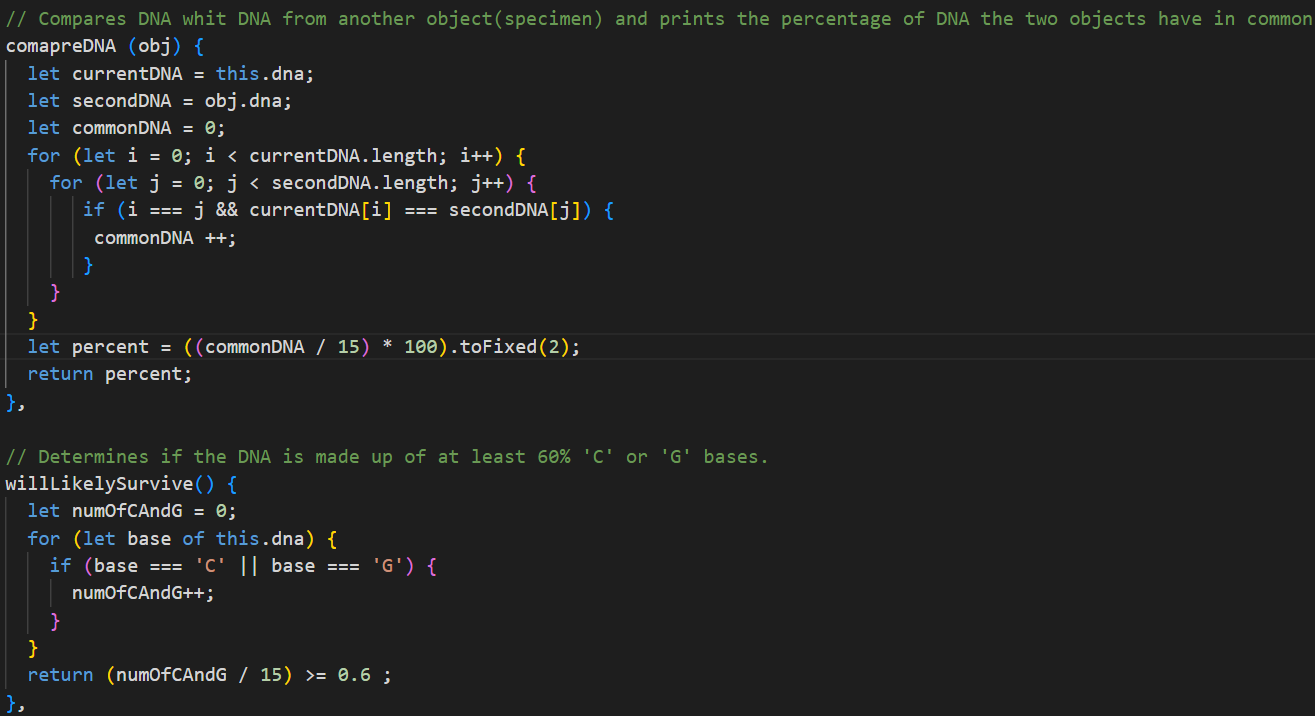 // Compares DNA whit DNA from another object(specimen) and prints the percentage of DNA the two objects have in common
comapreDNA (obj) {
  let currentDNA = this.dna;
  let secondDNA = obj.dna;
  let commonDNA = 0;
  for (let i = 0; i < currentDNA.length; i++) {
    for (let j = 0; j < secondDNA.length; j++) {
       if (i === j && currentDNA[i] === secondDNA[j]) {
        commonDNA ++;
       }
    }
  }
  let percent = ((commonDNA / 15) * 100).toFixed(2);
  return percent;
},

// Determines if the DNA is made up of at least 60% 'C' or 'G' bases.
willLikelySurvive() {
  let numOfCAndG = 0;
  for (let base of this.dna) {
    if (base === 'C' || base === 'G') {
      numOfCAndG++;
    }
  }
  return (numOfCAndG / 15) >= 0.6 ;
},